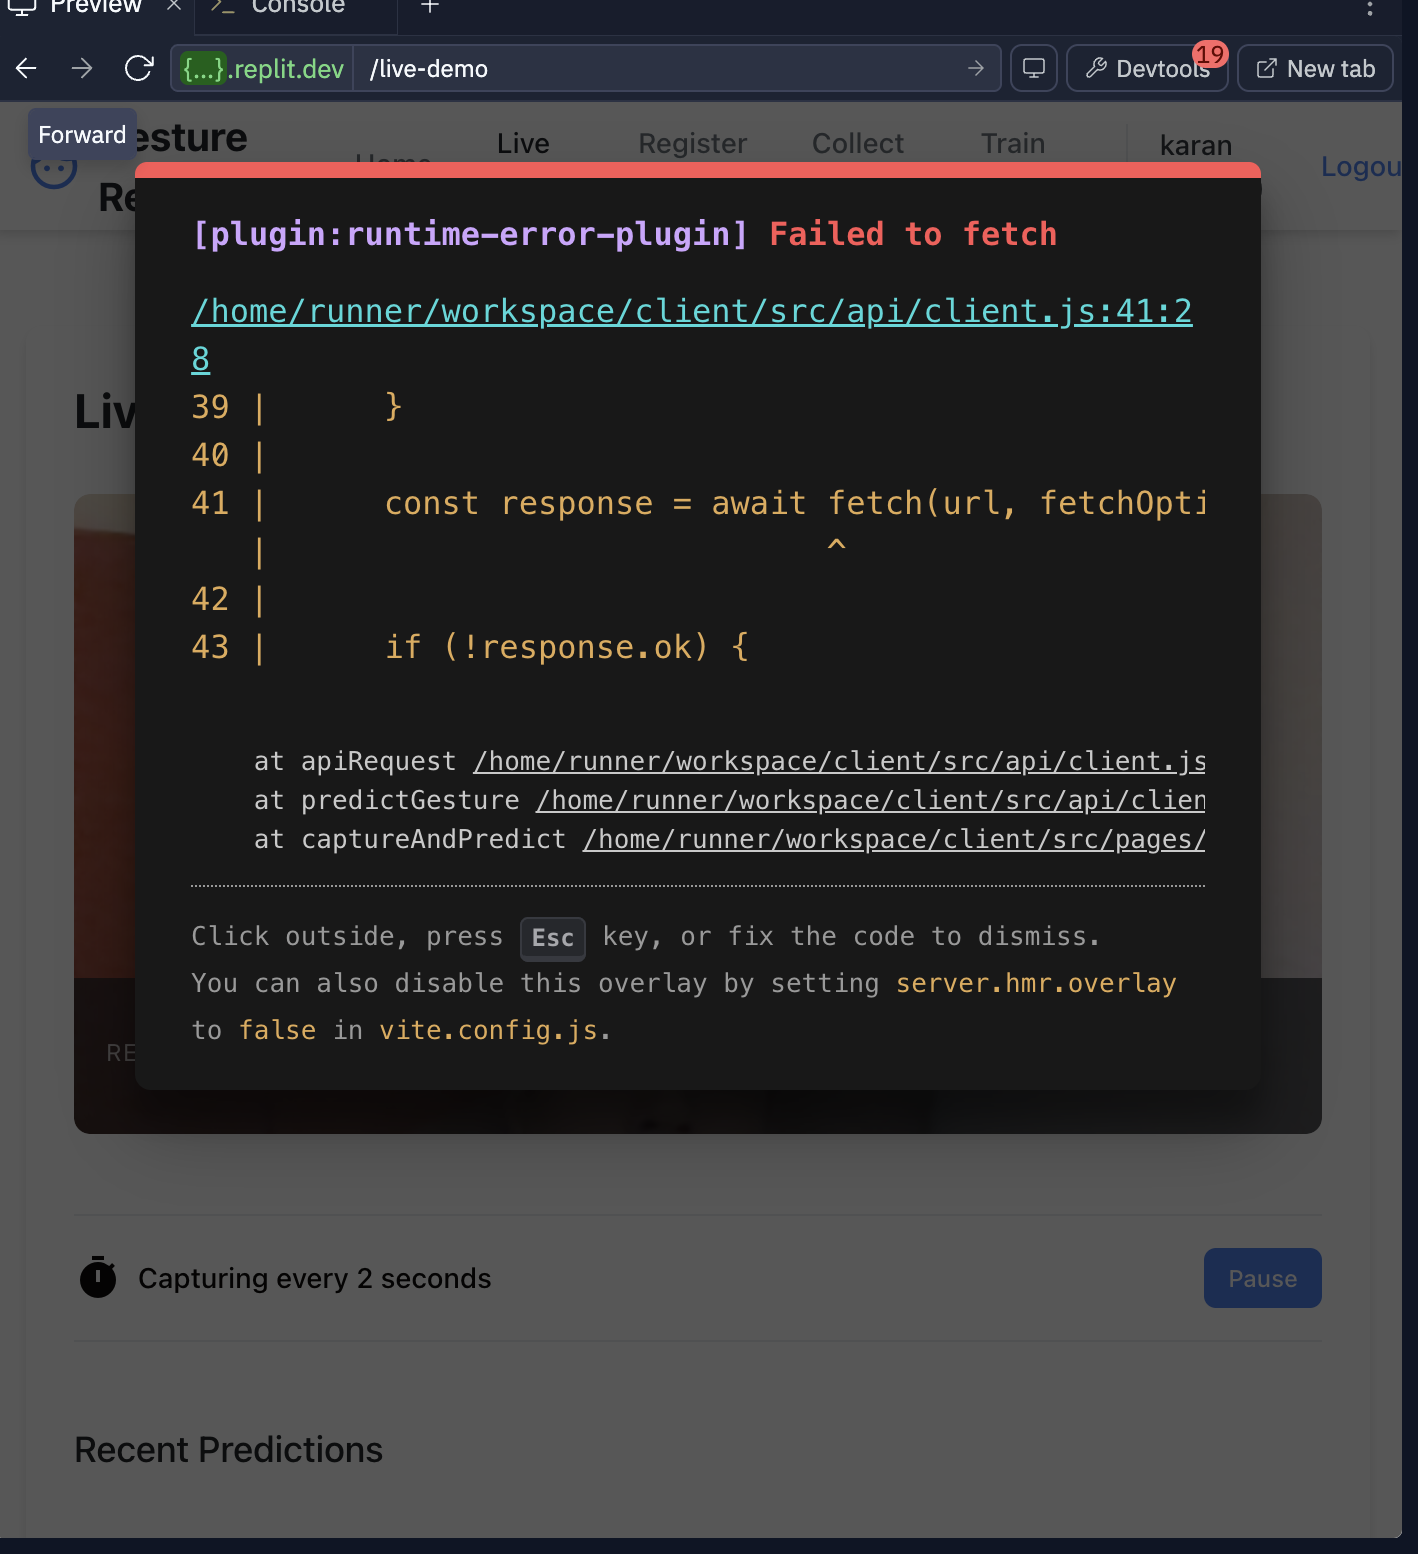 Preview
Console
{...}.replit.dev
/live-demo
Devtools
19
New tab
Forward
esture
Re
Home
Live
Register
Collect
Train
karan
Logou
[plugin:runtime-error-plugin] Failed to fetch
/home/runner/workspace/client/src/api/client.js:41:2
8
39 |      }
40 |
41 |      const response = await fetch(url, fetchOpti
   |                             ^
42 |
43 |      if (!response.ok) {
at apiRequest /home/runner/workspace/client/src/api/client.js
at predictGesture /home/runner/workspace/client/src/api/clien
at captureAndPredict /home/runner/workspace/client/src/pages/
Click outside, press Esc key, or fix the code to dismiss.
You can also disable this overlay by setting server.hmr.overlay
to false in vite.config.js.
Liv
RE
Capturing every 2 seconds
Pause
Recent Predictions